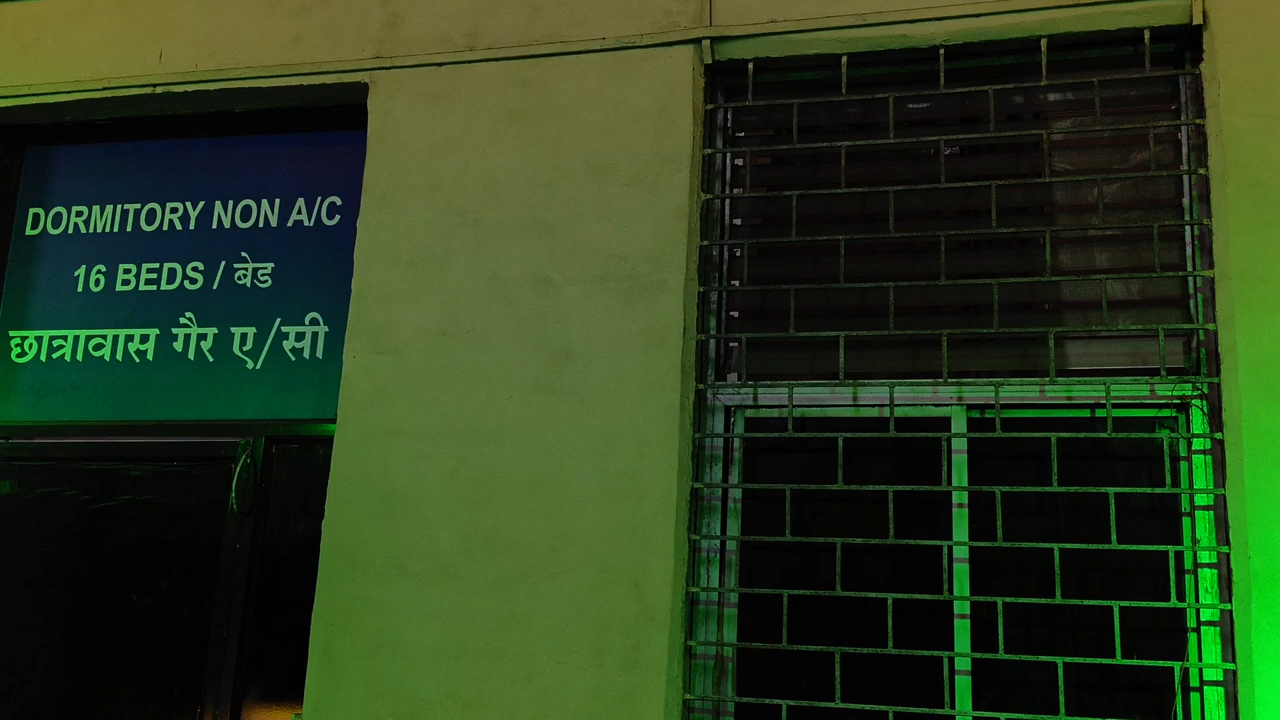 DORMITORY NON A/C
16 BEDS / बेड
छात्रावास गैर ए/सी